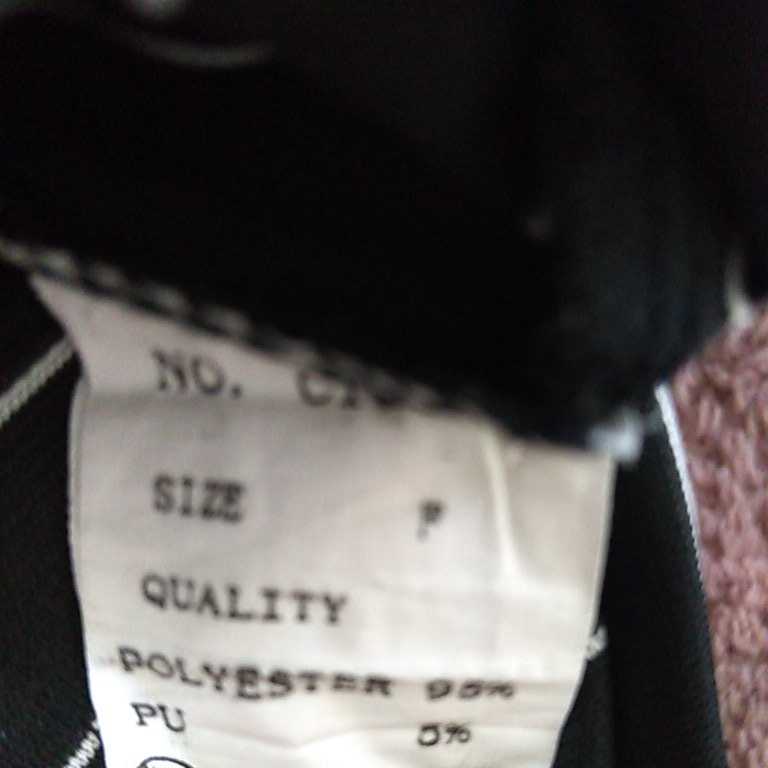 NO.
SIZE F
QUALITY
POLYESTER 95%
PU 5%